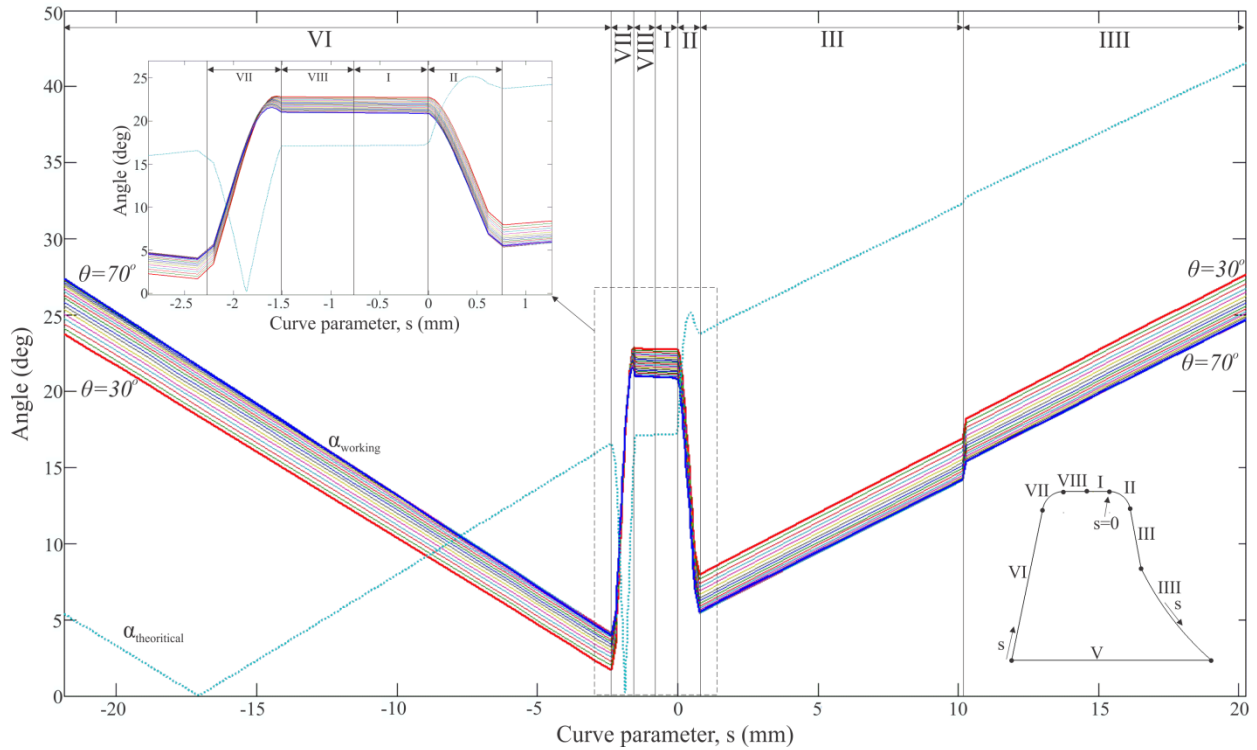 50
45
40
35
30
25
20
15
10
5
0
Angle (deg)
VI
VII
VIII
I
II
III
IIII
25
20
15
10
5
0
Angle (deg)
VII
VIII
I
II
-2.5
-2
-1.5
-1
-0.5
0
0.5
1
Curve parameter, s (mm)
θ=70°
θ=30°
α working
α theoritical
θ=30°
θ=70°
VII
VIII
I
II
s=0
III
VI
IIII
s
s
V
-20
-15
-10
-5
0
5
10
15
20
Curve parameter, s (mm)